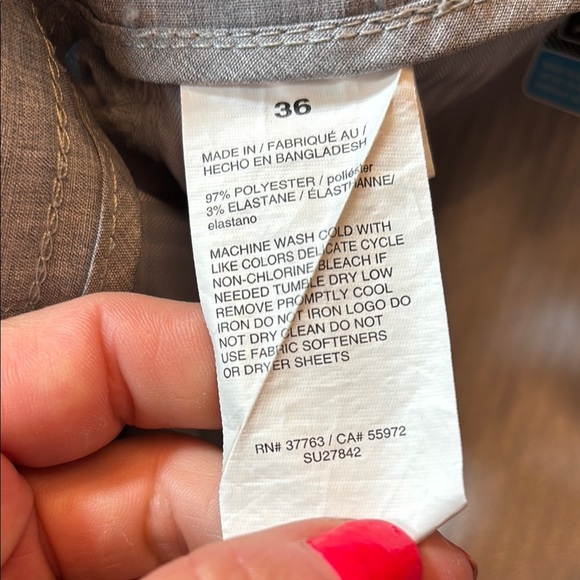 36
MADE IN / FABRIQUÉ AU /
HECHO EN BANGLADESH
97% POLYESTER / poliéster
3% ELASTANE / ÉLASTHANNE/
elastano
MACHINE WASH COLD WITH
LIKE COLORS DELICATE CYCLE
NON-CHLORINE BLEACH IF
NEEDED TUMBLE DRY LOW
REMOVE PROMPTLY COOL
IRON DO NOT IRON LOGO DO
NOT DRY CLEAN DO NOT
USE FABRIC SOFTENERS
OR DRYER SHEETS
RN# 37763 / CA# 55972
SU27842